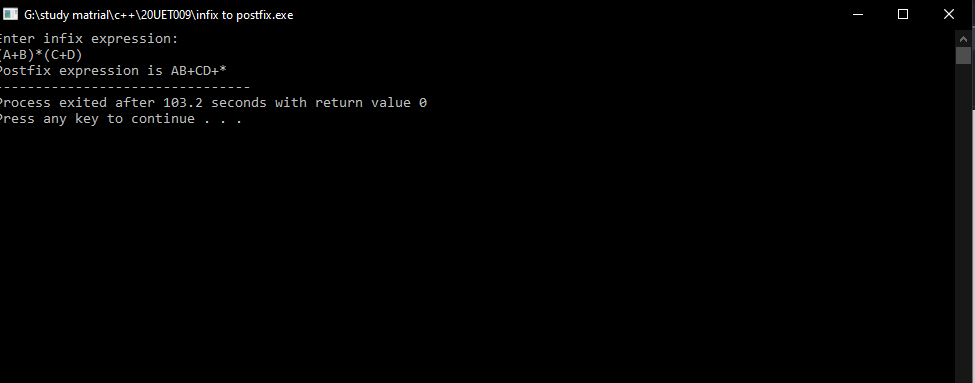 G:\study matrial\c++\20UET009\infix to postfix.exe
Enter infix expression:
(A+B)*(C+D)
Postfix expression is AB+CD+*
--------------------------------
Process exited after 103.2 seconds with return value 0
Press any key to continue . . .